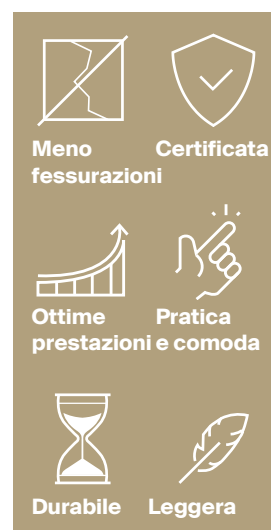 Meno Certificata
fessurazioni
Ottime Pratica
prestazioni e comoda
Durabile Leggera